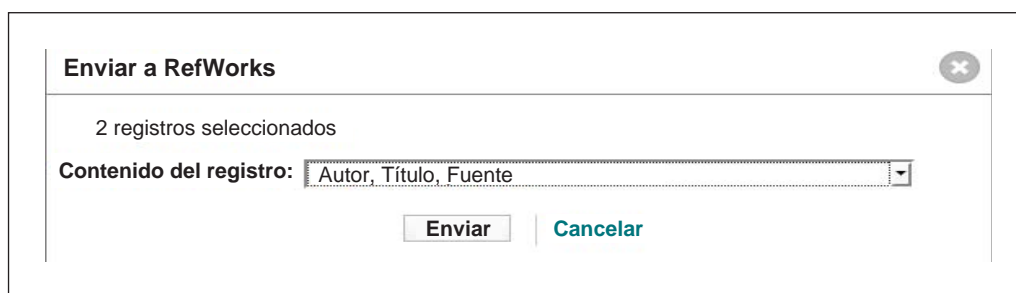 Enviar a RefWorks
2 registros seleccionados
Contenido del registro: Autor, Título, Fuente
Enviar Cancelar